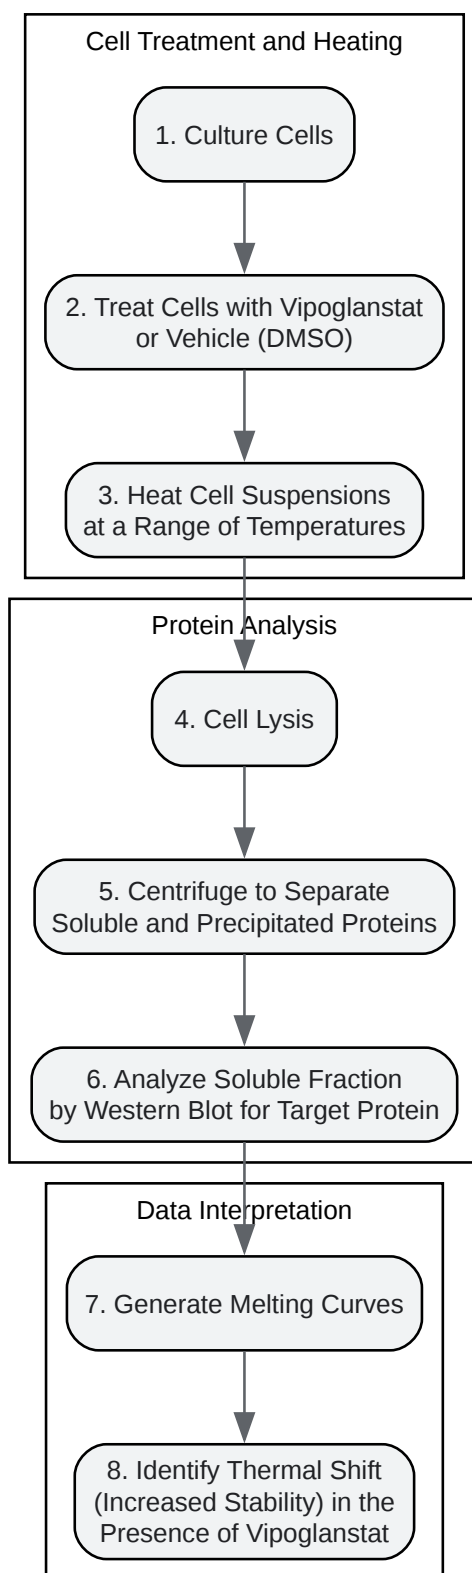 Cell Treatment and Heating
1. Culture Cells
2. Treat Cells with Vipoglanstat
or Vehicle (DMSO)
3. Heat Cell Suspensions
at a Range of Temperatures
Protein Analysis
4. Cell Lysis
5. Centrifuge to Separate
Soluble and Precipitated Proteins
6. Analyze Soluble Fraction
by Western Blot for Target Protein
Data Interpretation
7. Generate Melting Curves
8. Identify Thermal Shift
(Increased Stability) in the
Presence of Vipoglanstat